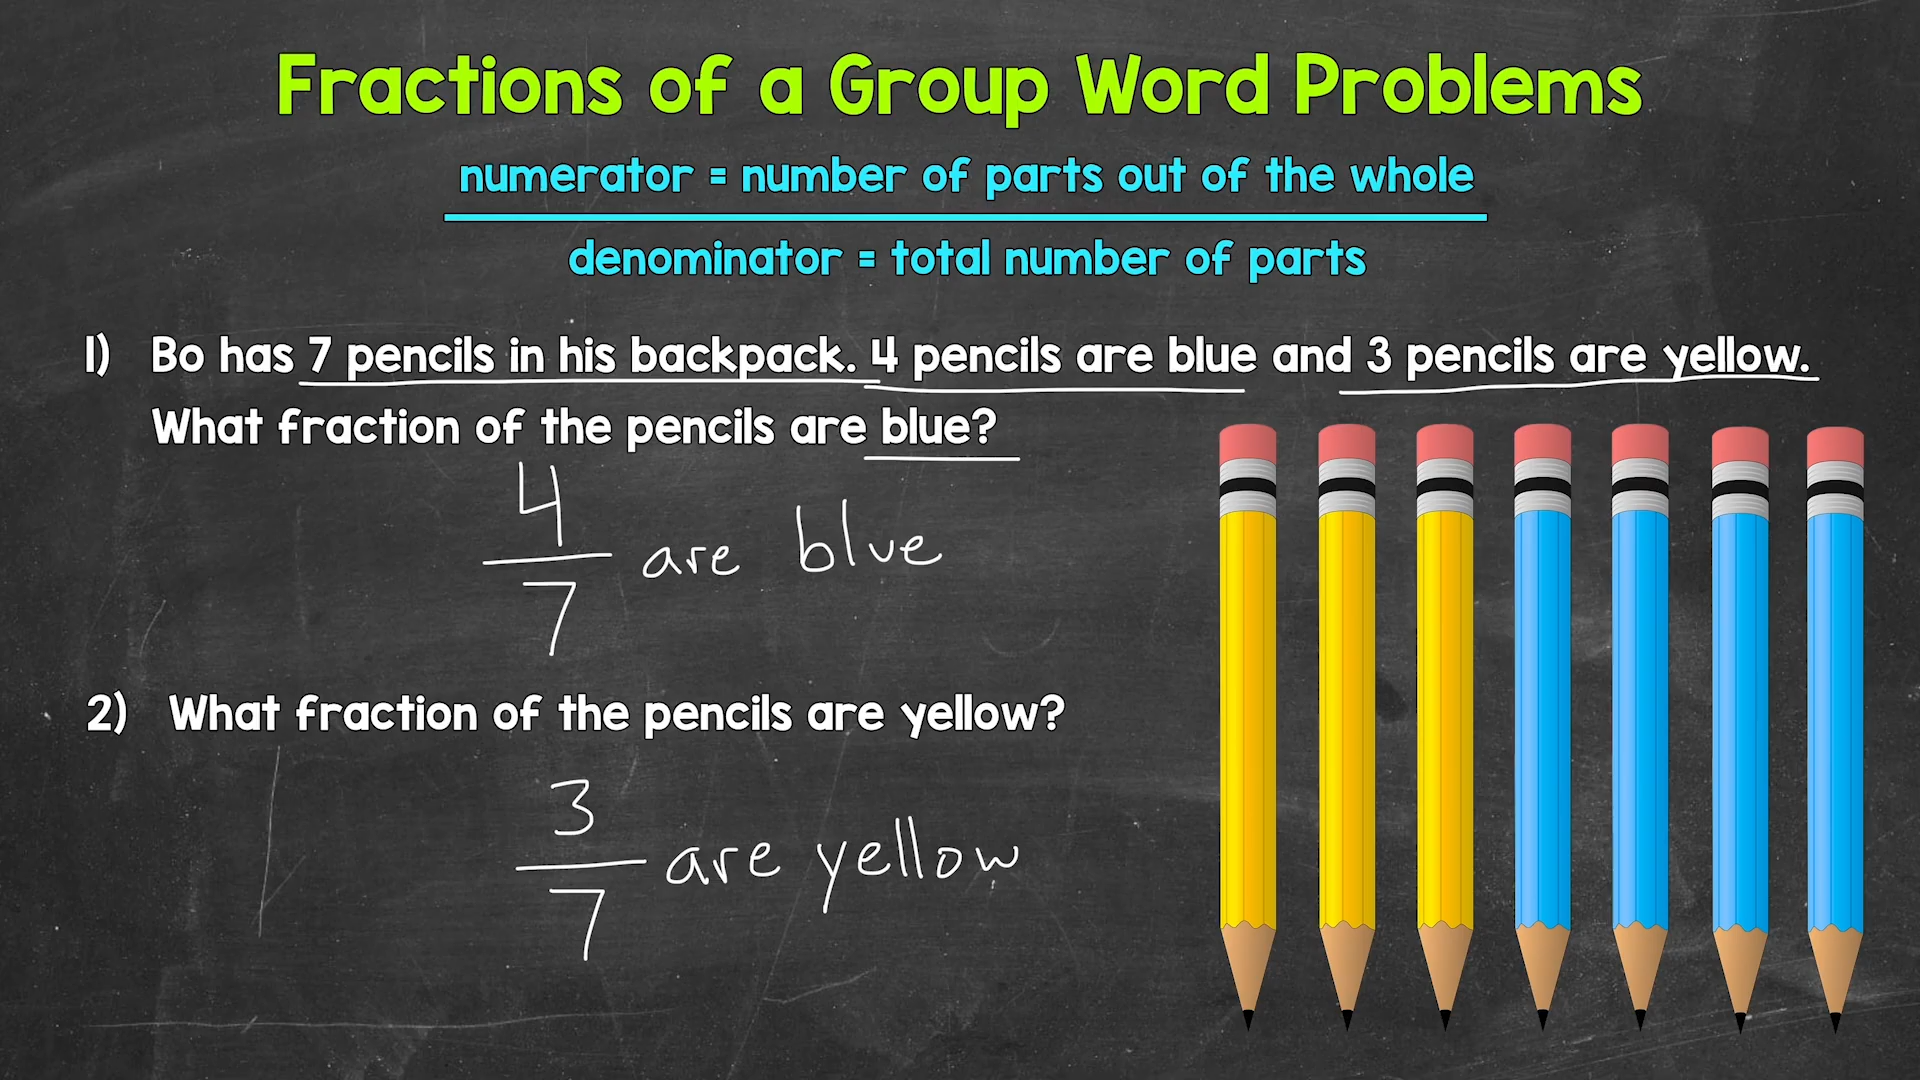 Fractions of a Group Word Problems
numerator = number of parts out of the whole
denominator = total number of parts
1) Bo has 7 pencils in his backpack. 4 pencils are blue and 3 pencils are yellow.
What fraction of the pencils are blue?
4
are blue
7
2) What fraction of the pencils are yellow?
3
are yellow
7